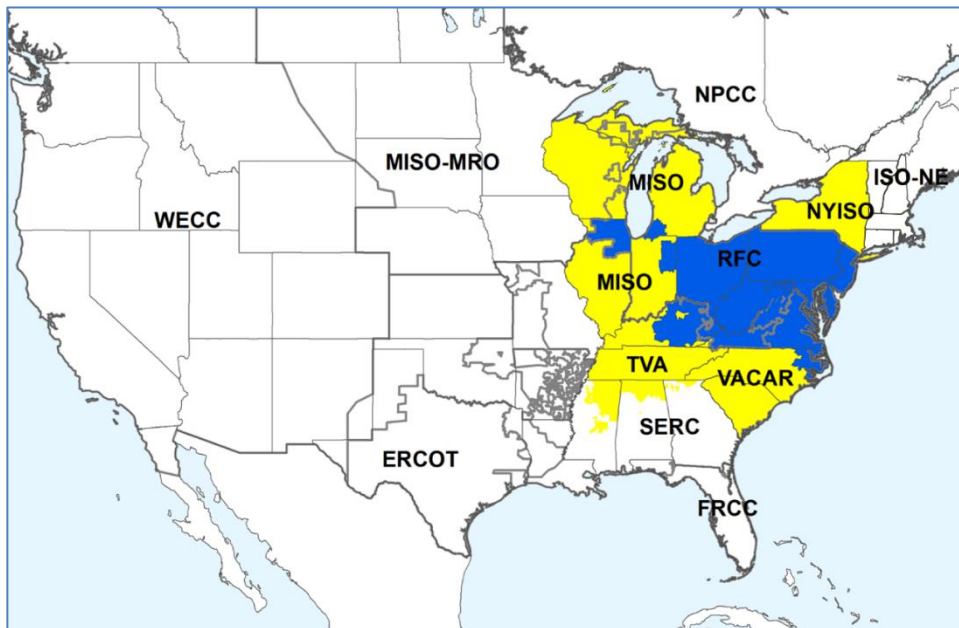 NPCC
MISO-MRO
MISO
ISO-NE
WECC
NYISO
RFC
MISO
TVA
VACAR
SERC
ERCOT
FRCC